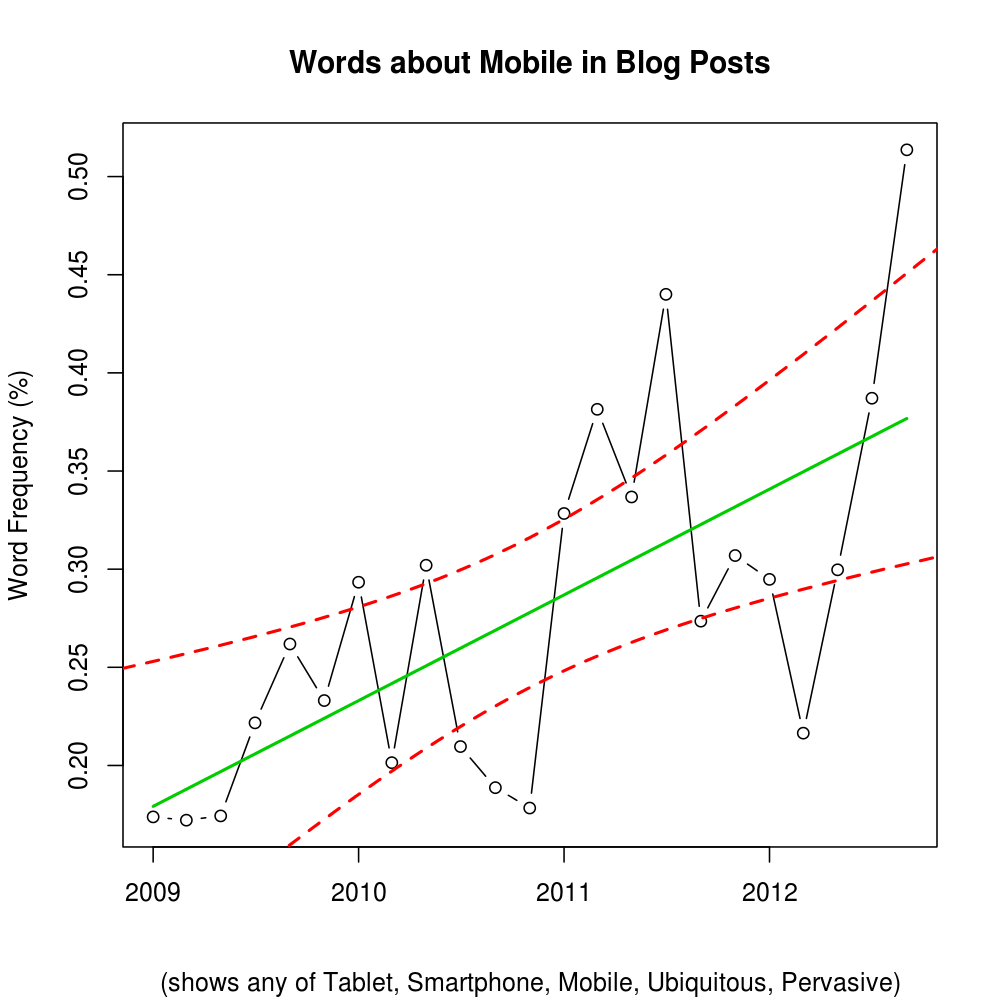 Words about Mobile in Blog Posts
Word Frequency (%)
0.50
0.45
0.40
0.35
0.30
0.25
0.20
2009 2010 2011 2012
(shows any of Tablet, Smartphone, Mobile, Ubiquitous, Pervasive)